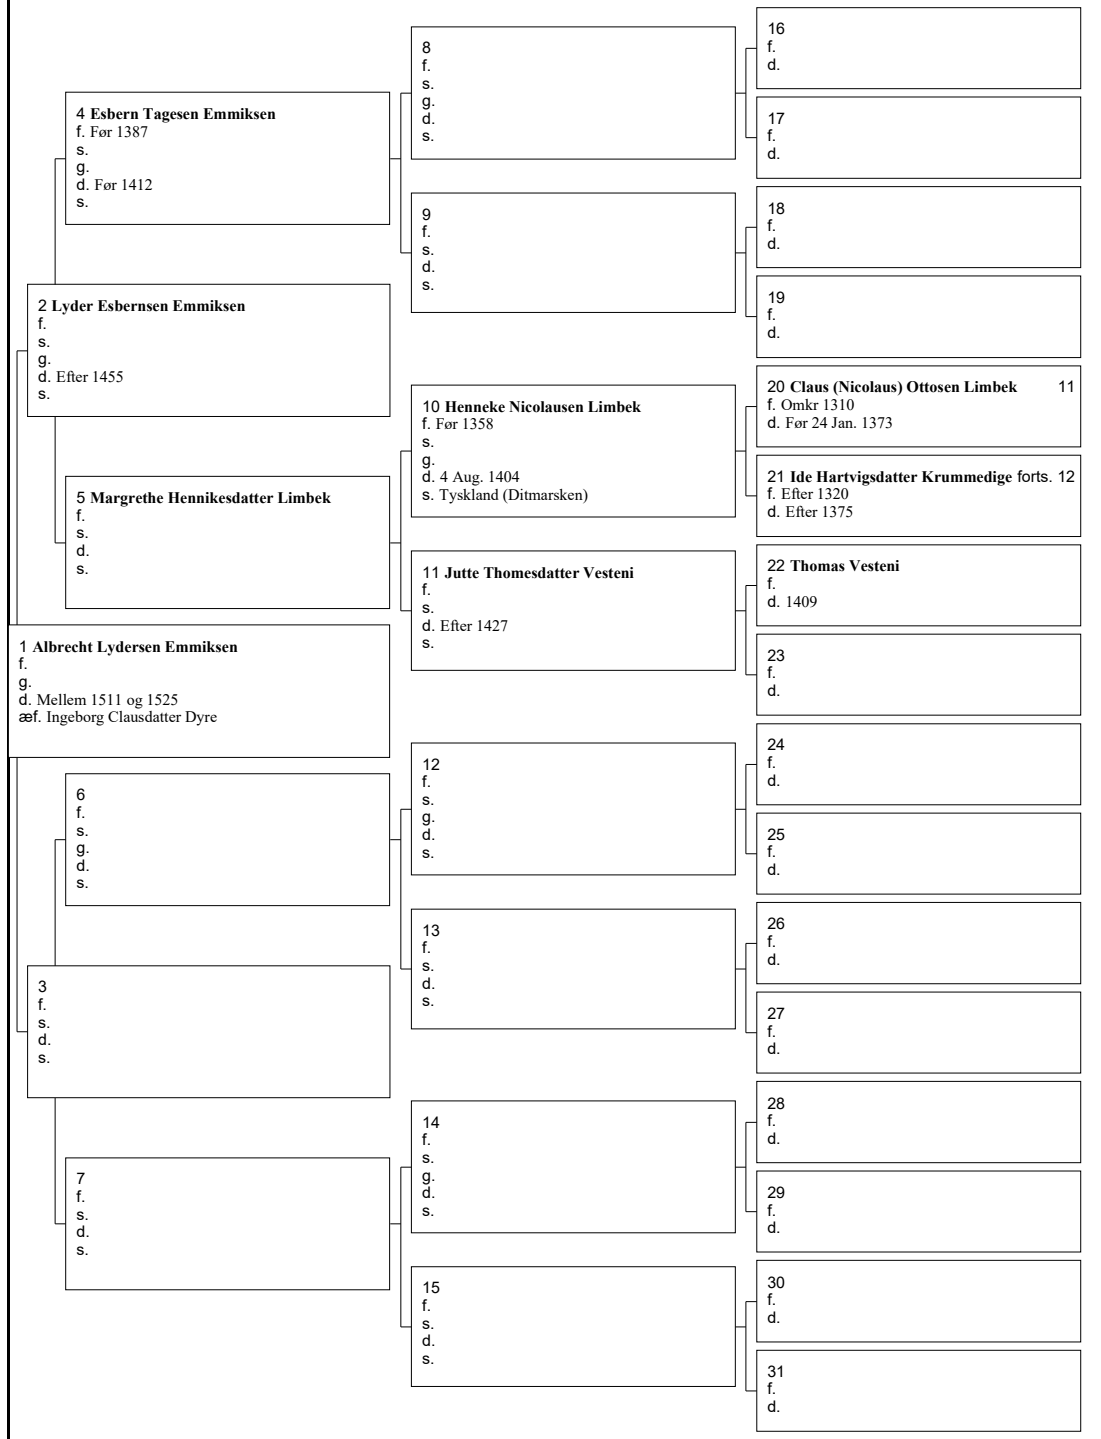 16
f.
d.
8
f.
s.
g.
d.
s.
17
f.
d.
4 Esbern Tagesen Emmiksen
f. Før 1387
s.
g.
d. Før 1412
s.
18
f.
d.
9
f.
s.
d.
s.
19
f.
d.
2 Lyder Esbernsen Emmiksen
f.
s.
g.
d. Efter 1455
s.
20 Claus (Nicolaus) Ottosen Limbek 11
f. Omkr 1310
d. Før 24 Jan. 1373
10 Henneke Nicolausen Limbek
f. Før 1358
s.
g.
d. 4 Aug. 1404
s. Tyskland (Ditmarsken)
21 Ide Hartvigsdatter Krummedige forts. 12
f. Efter 1320
d. Efter 1375
5 Margrethe Hennikesdatter Limbek
f.
s.
d.
s.
22 Thomas Vesteni
f.
d. 1409
11 Jutte Thomesdatter Vesteni
f.
s.
d. Efter 1427
s.
23
f.
d.
1 Albrecht Lydersen Emmiksen
f.
g.
d. Mellem 1511 og 1525
æf. Ingeborg Clausdatter Dyre
24
f.
d.
12
f.
s.
g.
d.
s.
25
f.
d.
6
f.
s.
g.
d.
s.
26
f.
d.
13
f.
s.
d.
s.
27
f.
d.
3
f.
s.
d.
s.
28
f.
d.
14
f.
s.
g.
d.
s.
29
f.
d.
7
f.
s.
d.
s.
30
f.
d.
15
f.
s.
d.
s.
31
f.
d.